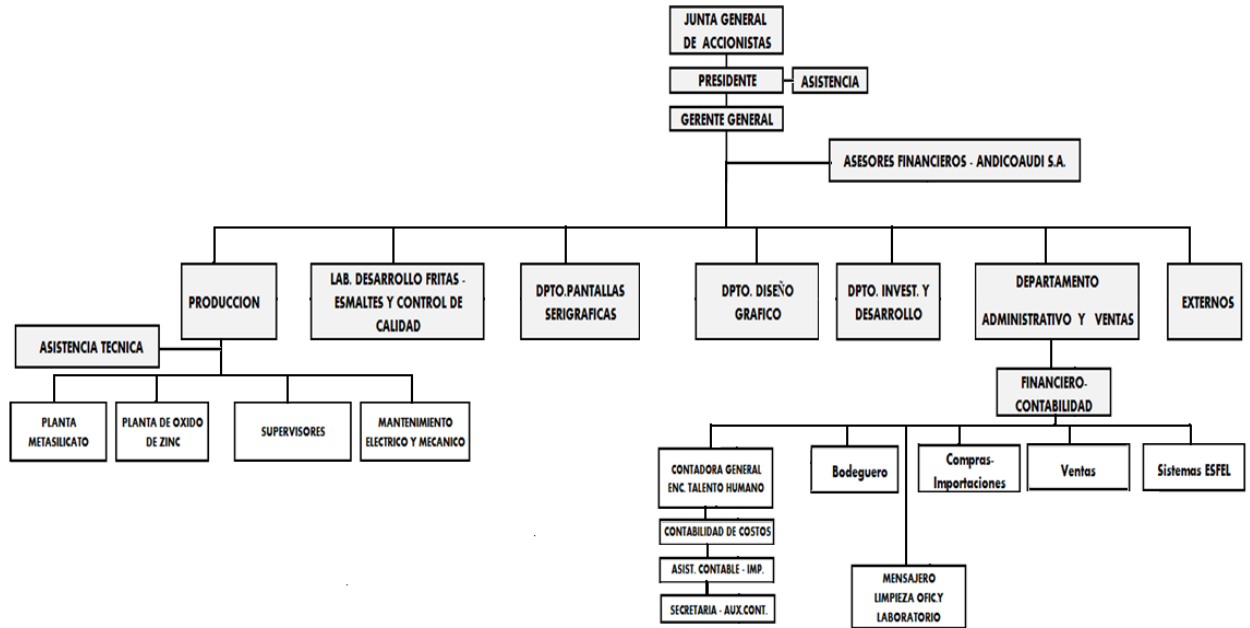 JUNTA GENERAL
DE ACCIONISTAS
PRESIDENTE
ASISTENCIA
GERENTE GENERAL
ASESORES FINANCIEROS - ANDICOAUDI S.A.
PRODUCCION
LAB. DESARROLLO FRITAS -
ESMALTES Y CONTROL DE
CALIDAD
DPTO.PANTALLAS
SERIGRAFICAS
DPTO. DISEÑO
GRAFICO
DPTO. INVEST. Y
DESARROLLO
DEPARTAMENTO
ADMINISTRATIVO Y VENTAS
EXTERNOS
ASISTENCIA TECNICA
PLANTA
METASILICATO
PLANTA DE OXIDO
DE ZINC
SUPERVISORES
MANTENIMIENTO
ELECTRICO Y MECANICO
FINANCIERO-
CONTABILIDAD
CONTADORA GENERAL
ENC. TALENTO HUMANO
Bodeguero
Compras-
Importaciones
Ventas
Sistemas ESFEL
CONTABILIDAD DE COSTOS
ASIST. CONTABLE - IMP.
SECRETARIA - AUX.CONT.
MENSAJERO
LIMPIEZA OFIC.Y
LABORATORIO